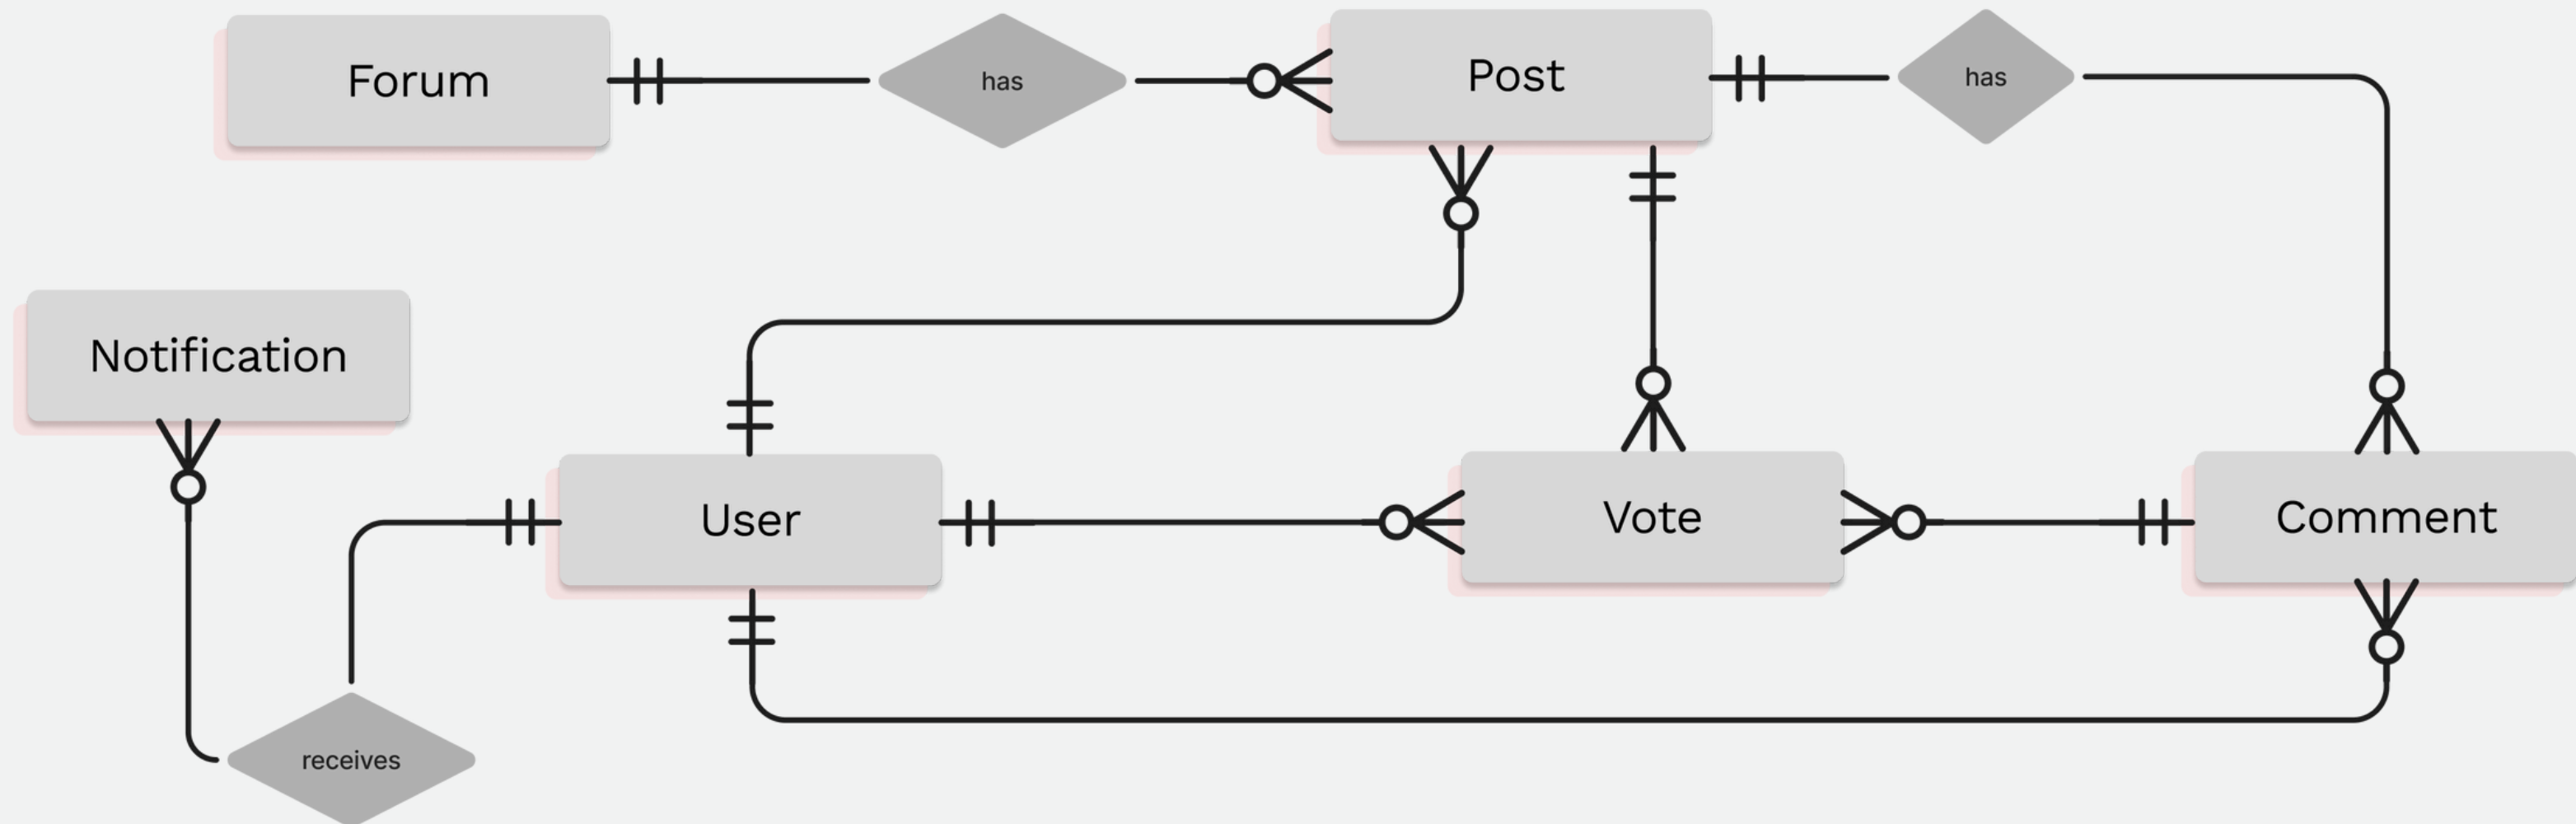 Forum
has
Post
has
Notification
User
Vote
Comment
receives